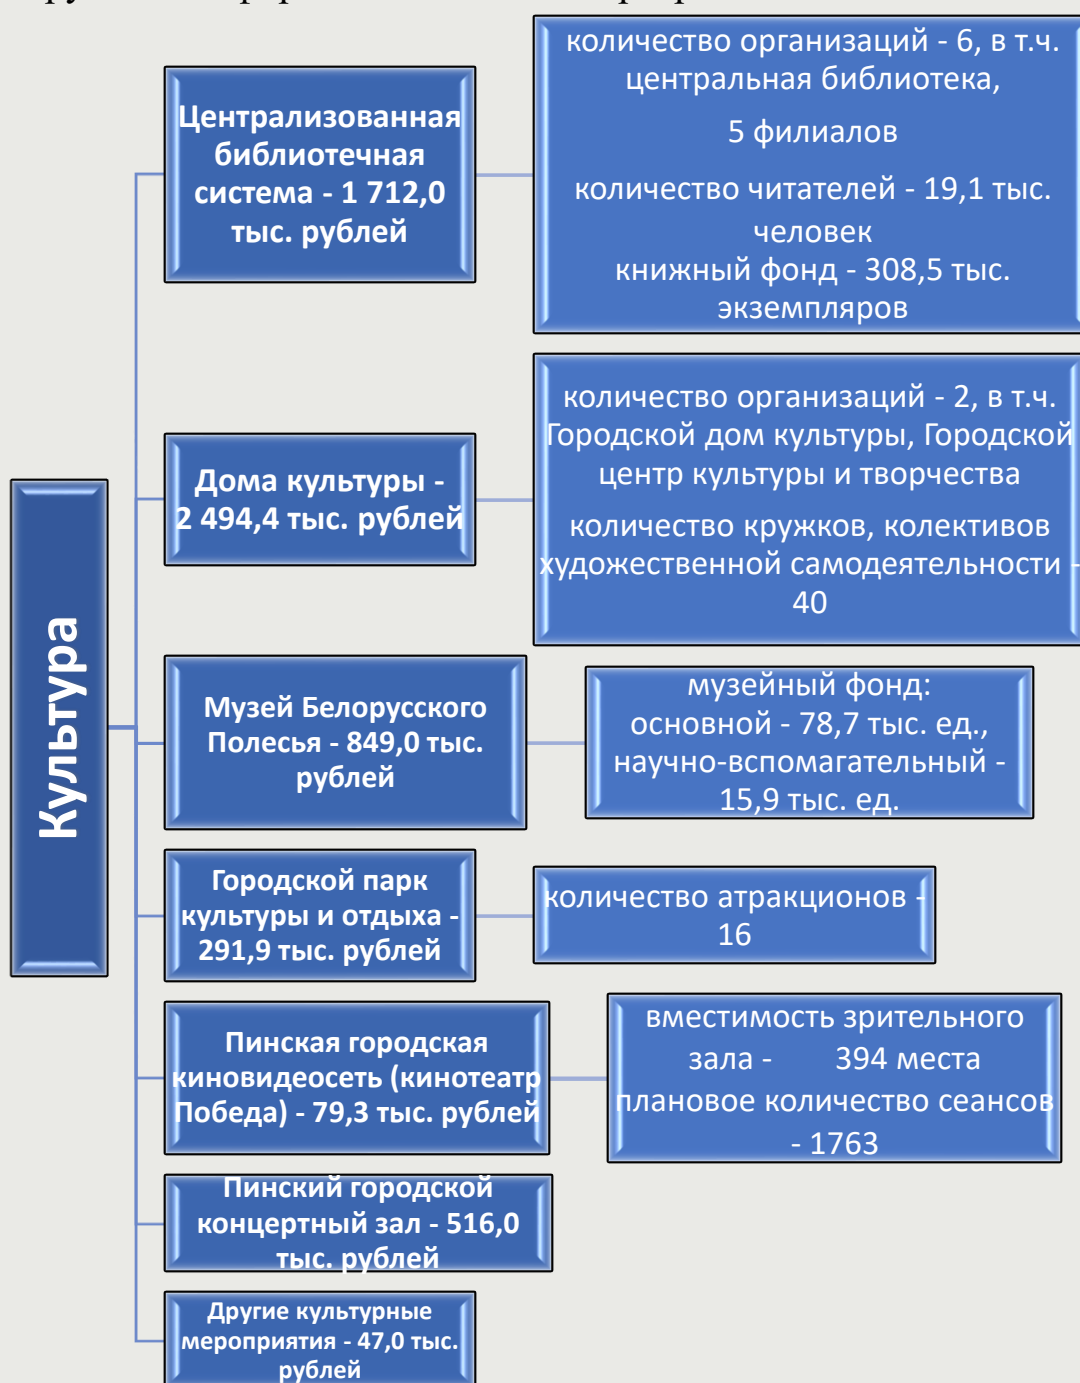 Культура
Централизованная
библиотечная
система - 1 712,0
тыс. рублей
количество организаций - 6, в т.ч.
центральная библиотека,
5 филиалов
количество читателей - 19,1 тыс.
человек
книжный фонд - 308,5 тыс.
экземпляров
Дома культуры -
2 494,4 тыс. рублей
количество организаций - 2, в т.ч.
Городской дом культуры, Городской
центр культуры и творчества
количество кружков, колективов
художественной самодеятельности -
40
Музей Белорусского
Полесья - 849,0 тыс.
рублей
музейный фонд:
основной - 78,7 тыс. ед.,
научно-вспомагательный -
15,9 тыс. ед.
Городской парк
культуры и отдыха -
291,9 тыс. рублей
количество атракционов -
16
Пинская городская
киновидеосеть (кинотеатр
Победа) - 79,3 тыс. рублей
вместимость зрительного
зала - 394 места
плановое количество сеансов
- 1763
Пинский городской
концертный зал - 516,0
тыс. рублей
Другие культурные
мероприятия - 47,0 тыс.
рублей